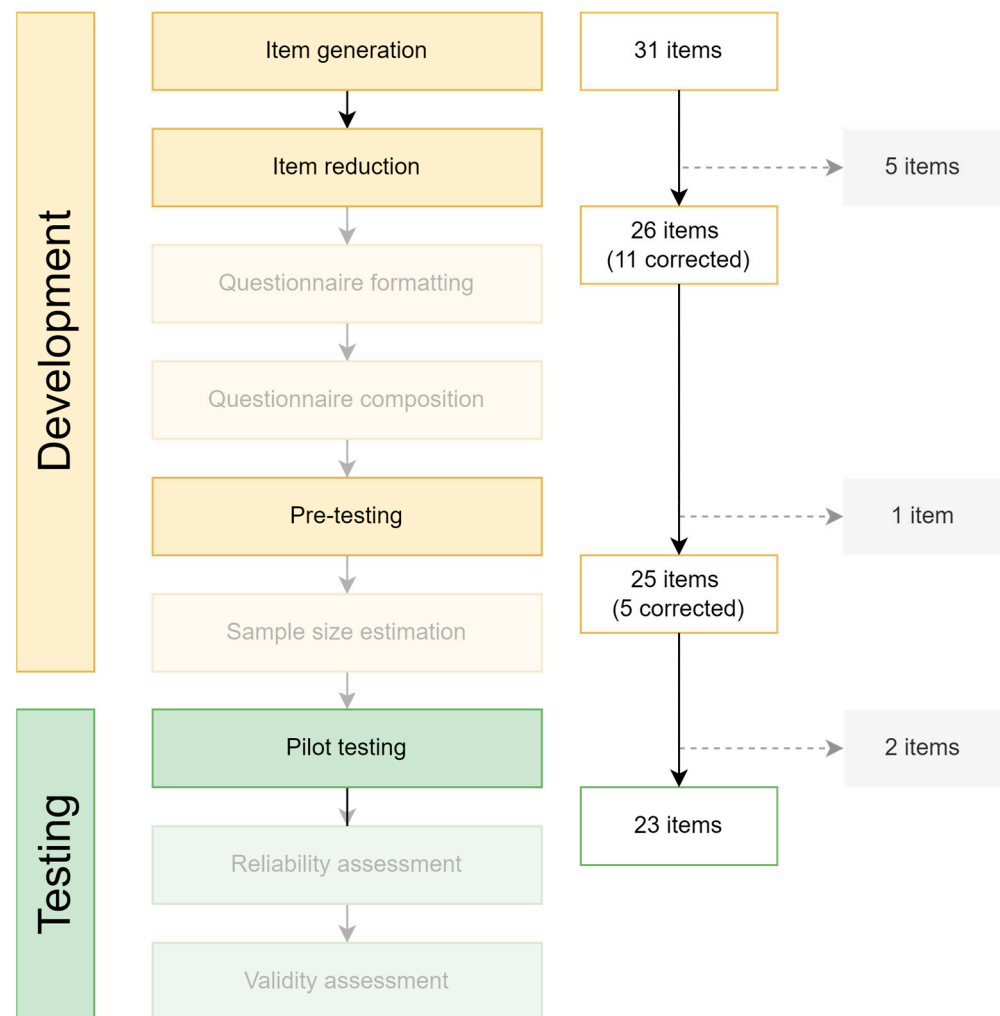 Development
Item generation
31 items
Item reduction
5 items
26 items
(11 corrected)
Questionnaire formatting
Questionnaire composition
Pre-testing
1 item
25 items
(5 corrected)
Sample size estimation
Testing
Pilot testing
2 items
23 items
Reliability assessment
Validity assessment